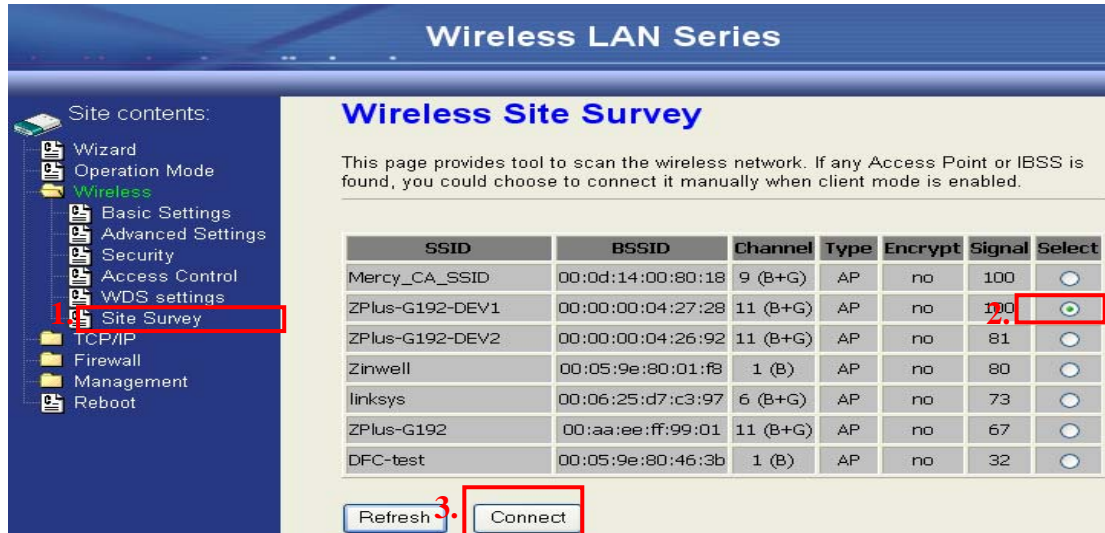 Wireless LAN Series
Site contents:
Wizard
Operation Mode
Wireless
Basic Settings
Advanced Settings
Security
Access Control
WDS settings
1. Site Survey
TCP/IP
Firewall
Management
Reboot
Wireless Site Survey
This page provides tool to scan the wireless network. If any Access Point or IBSS is
found, you could choose to connect it manually when client mode is enabled.
SSID BSSID Channel Type Encrypt Signal Select
Mercy_CA_SSID 00:0d:14:00:80:18 9 (B+G) AP no 100
ZPlus-G192-DEV1 00:00:00:04:27:28 11 (B+G) AP no 100 2.
ZPlus-G192-DEV2 00:00:00:04:26:92 11 (B+G) AP no 81
Zinwell 00:05:9e:80:01:f8 1 (B) AP no 80
linksys 00:06:25:d7:c3:97 6 (B+G) AP no 73
ZPlus-G192 00:aa:ee:ff:99:01 11 (B+G) AP no 67
DFC-test 00:05:9e:80:46:3b 1 (B) AP no 32
Refresh 3. Connect